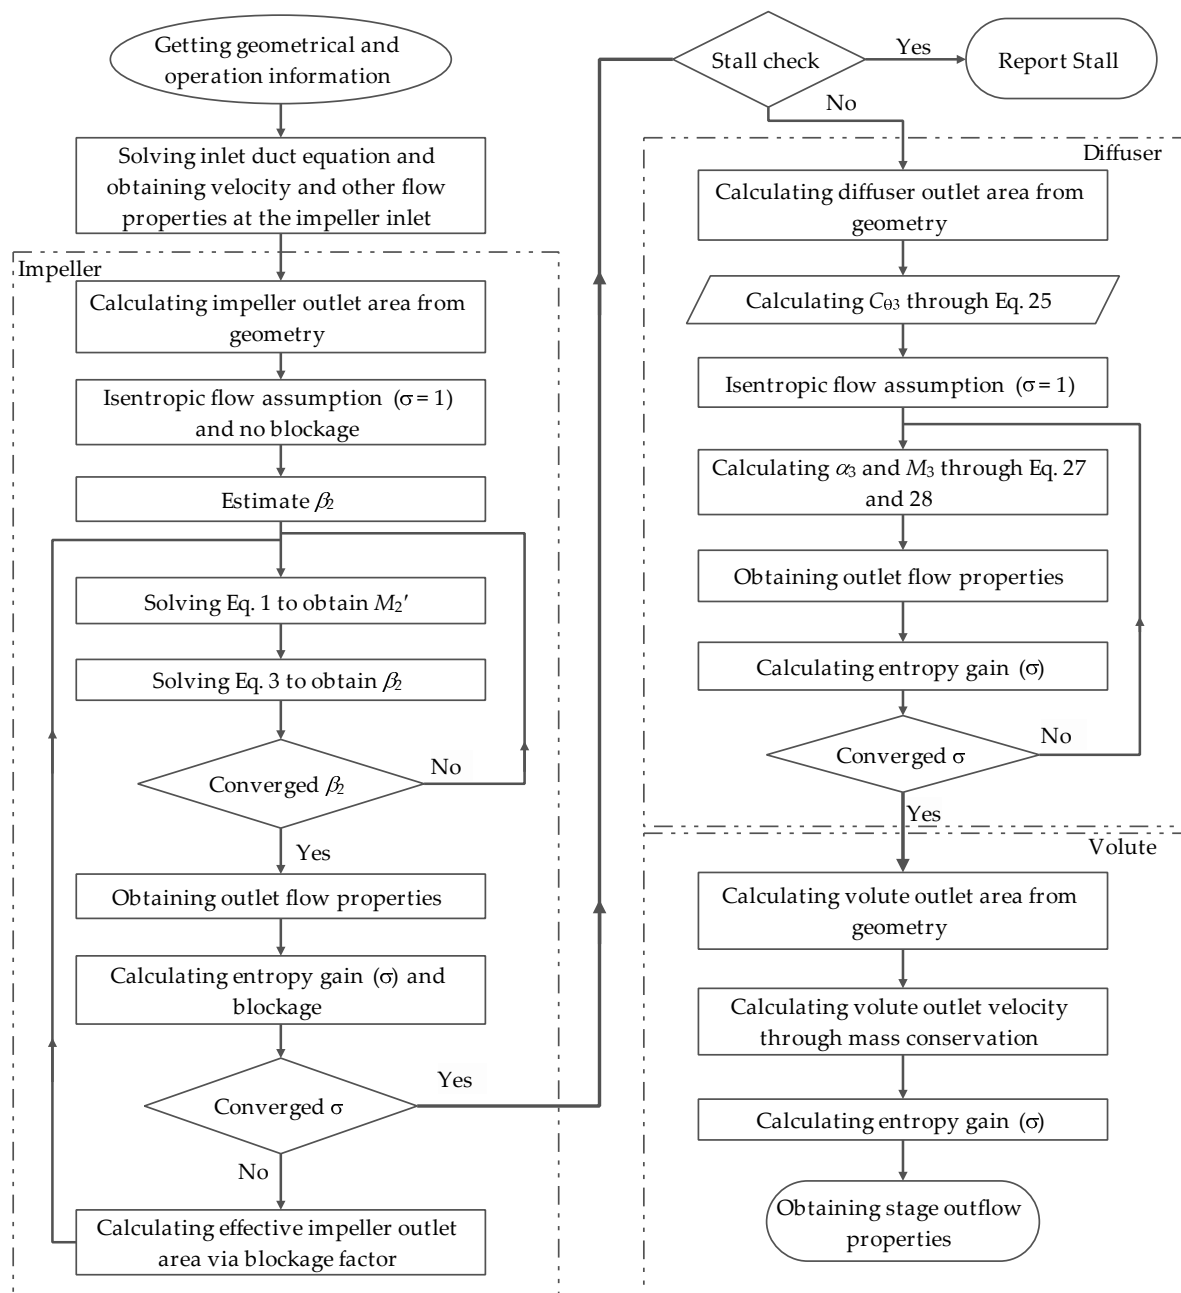 Getting geometrical and
operation information
Solving inlet duct equation and
obtaining velocity and other flow
properties at the impeller inlet
Impeller
Calculating impeller outlet area from
geometry
Isentropic flow assumption (σ = 1)
and no blockage
Estimate β₂
Solving Eq. 1 to obtain M₂′
Solving Eq. 3 to obtain β₂
Converged β₂
No
Yes
Obtaining outlet flow properties
Calculating entropy gain (σ) and
blockage
Converged σ
Yes
No
Calculating effective impeller outlet
area via blockage factor
Stall check
Yes
Report Stall
No
Diffuser
Calculating diffuser outlet area from
geometry
Calculating Cθ3 through Eq. 25
Isentropic flow assumption (σ = 1)
Calculating α₃ and M₃ through Eq. 27
and 28
Obtaining outlet flow properties
Calculating entropy gain (σ)
Converged σ
No
Yes
Volute
Calculating volute outlet area from
geometry
Calculating volute outlet velocity
through mass conservation
Calculating entropy gain (σ)
Obtaining stage outflow
properties